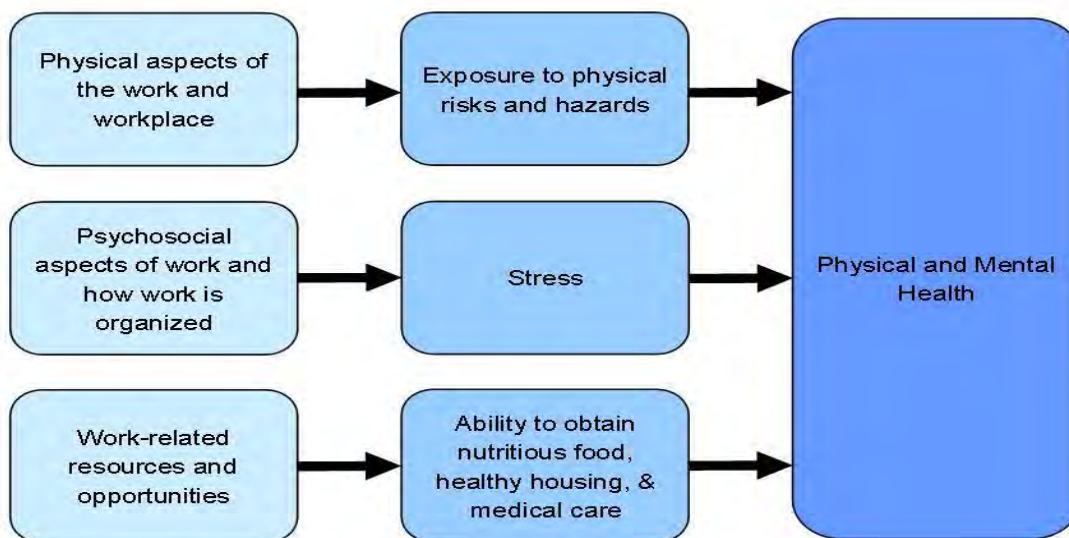 Physical aspects of
the work and
workplace
Exposure to physical
risks and hazards
Psychosocial
aspects of work and
how work is
organized
Stress
Physical and Mental
Health
Work-related
resources and
opportunities
Ability to obtain
nutritious food,
healthy housing, &
medical care